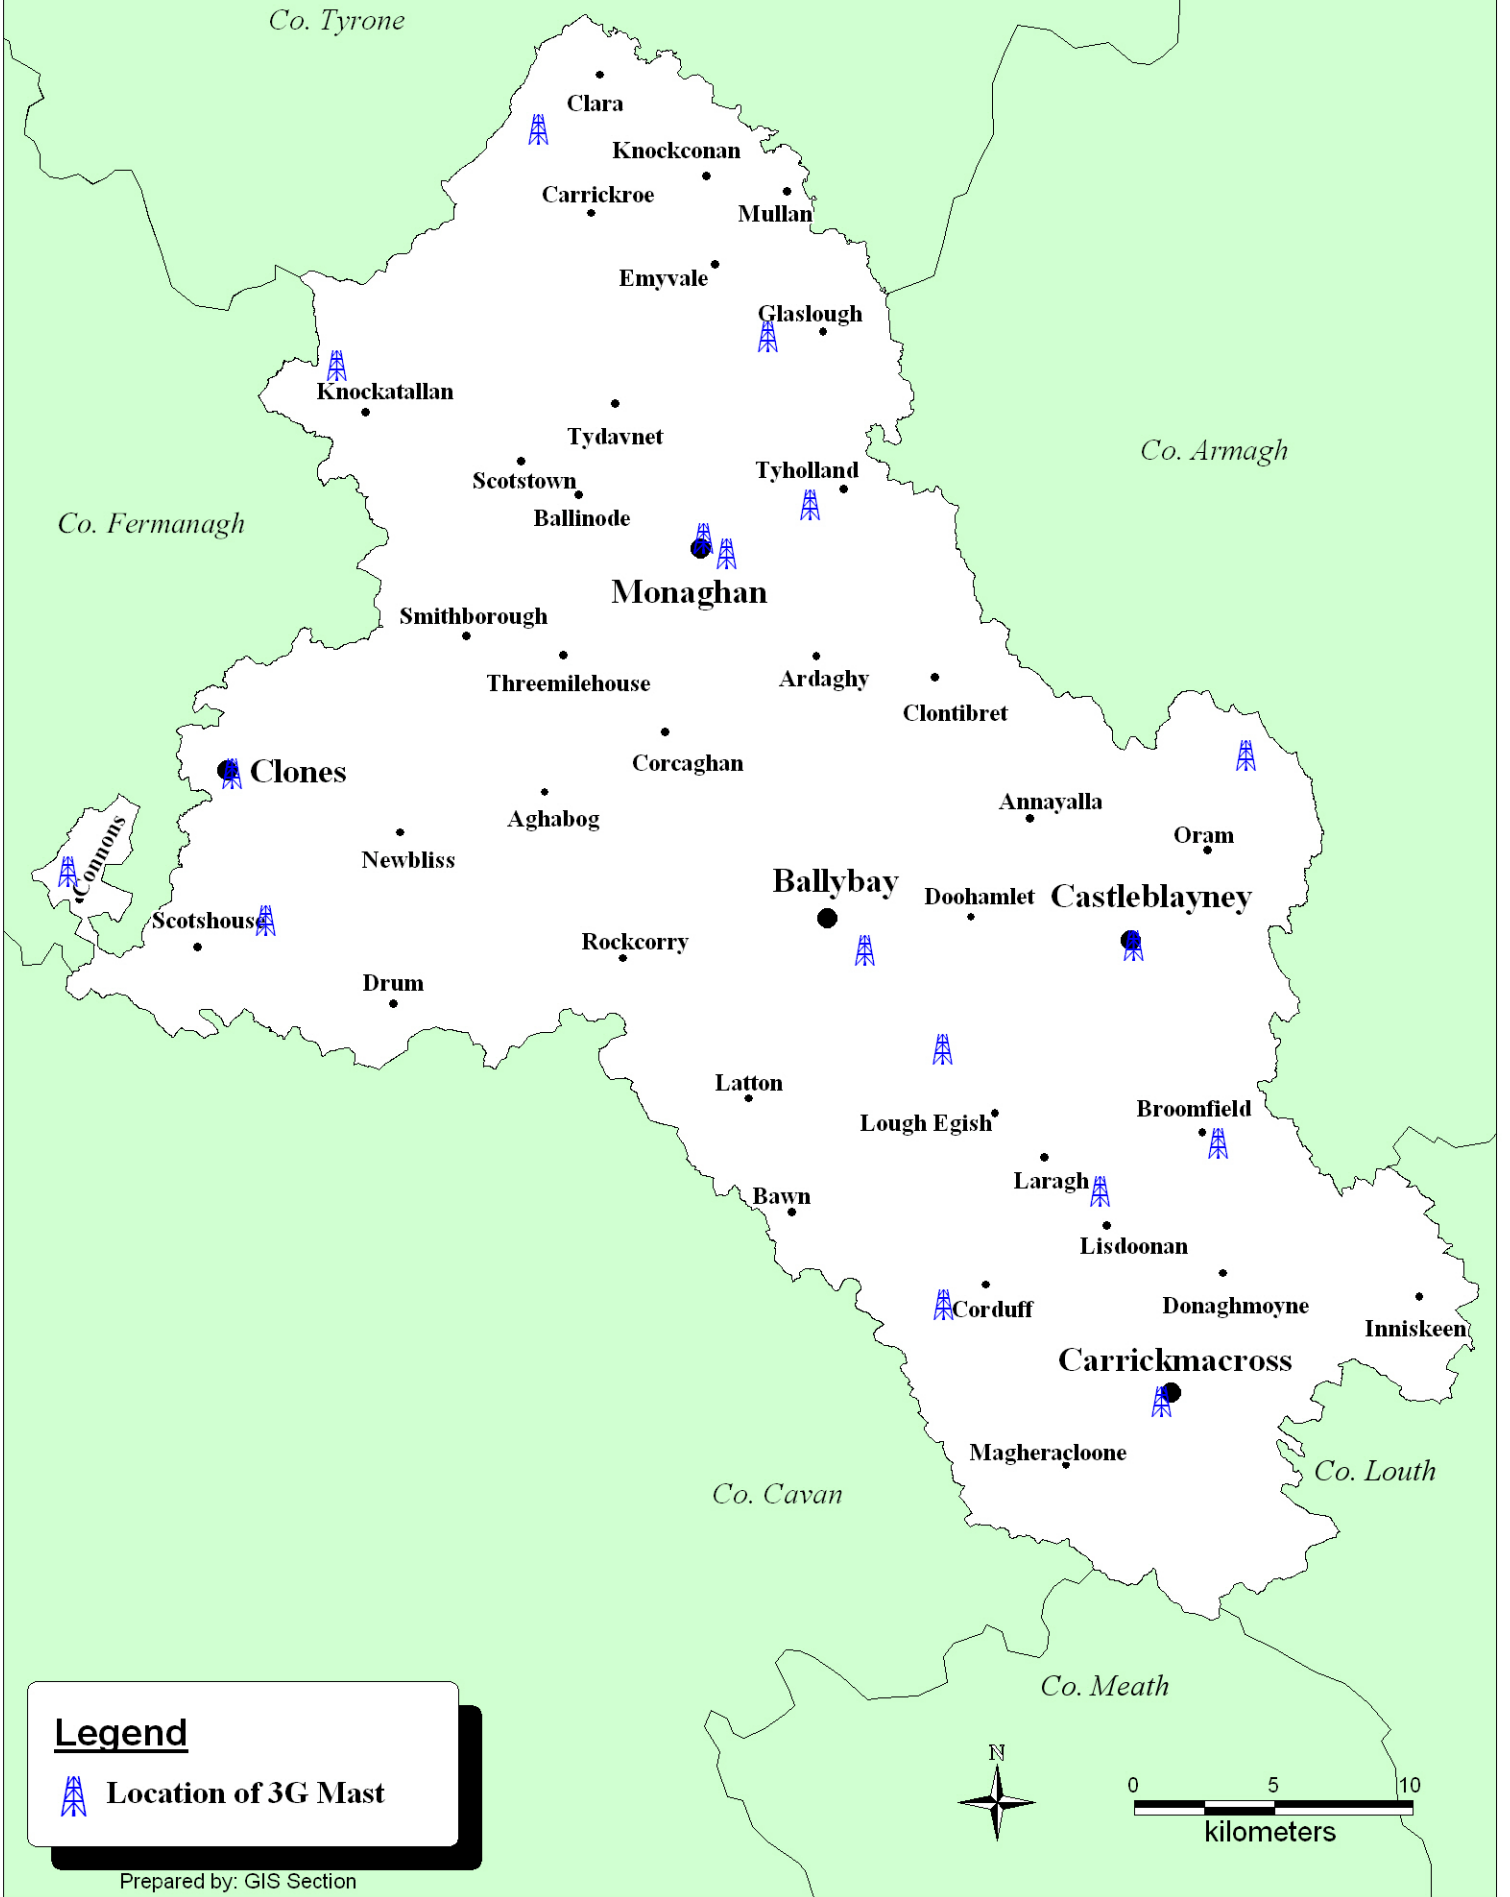 Co. Tyrone
Clara
Knockconan
Carrickroe
Mullan
Emyvale
Glaslough
Knockatallan
Tydavnet
Co. Armagh
Tyholland
Scotstown
Ballinode
Co. Fermanagh
Monaghan
Smithborough
Threemilehouse
Ardaghy
Clontibret
Corcaghan
Clones
Annayalla
Aghabog
Oram
Connons
Newbliss
Ballybay
Doohamlet
Castleblayney
Scotshouse
Rockcorry
Drum
Latton
Broomfield
Lough Egish
Laragh
Bawn
Lisdoonan
Corduff
Donaghmoyne
Inniskeen
Carrickmacross
Magheracloone
Co. Louth
Co. Cavan
Co. Meath
Legend
Location of 3G Mast
N
0 5 10
kilometers
Prepared by: GIS Section